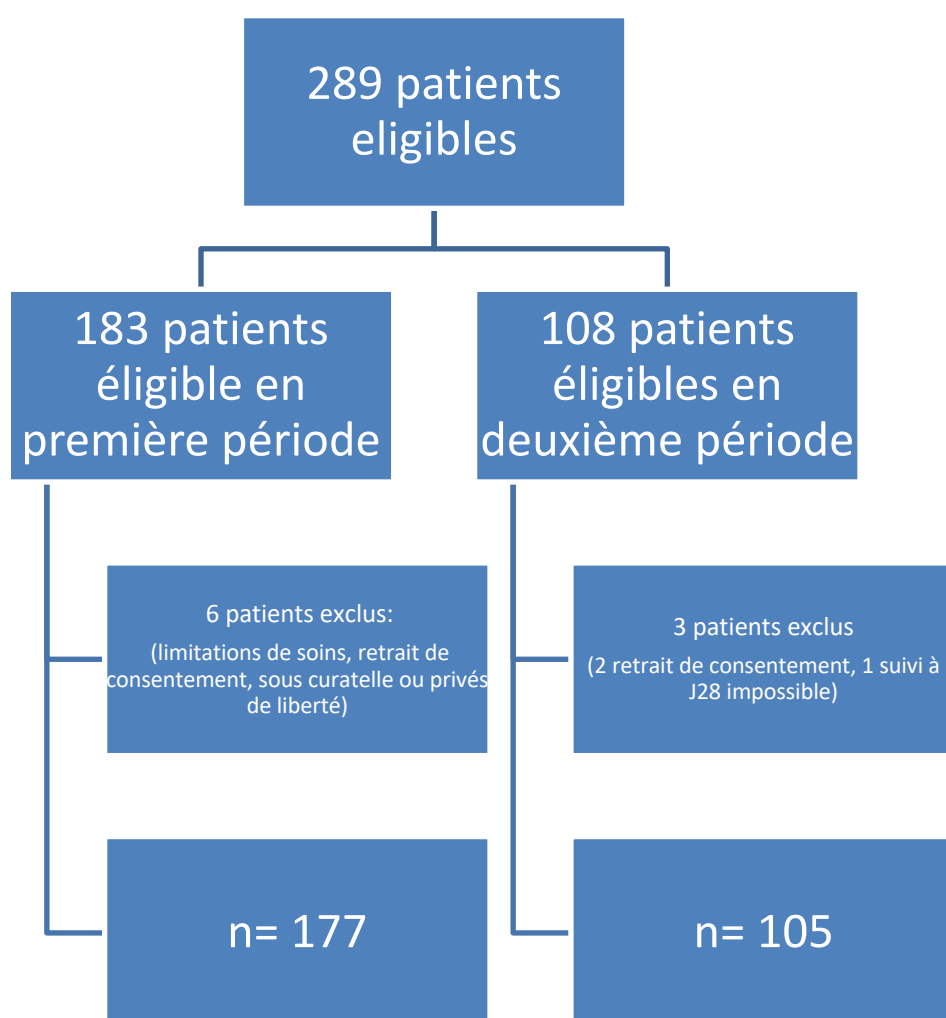 289 patients
eligibles
183 patients
éligible en
première période
108 patients
éligibles en
deuxième période
6 patients exclus:
(limitations de soins, retrait de
consentement, sous curatelle ou privés
de liberté)
3 patients exclus
(2 retrait de consentement, 1 suivi à
J28 impossible)
n= 177
n= 105